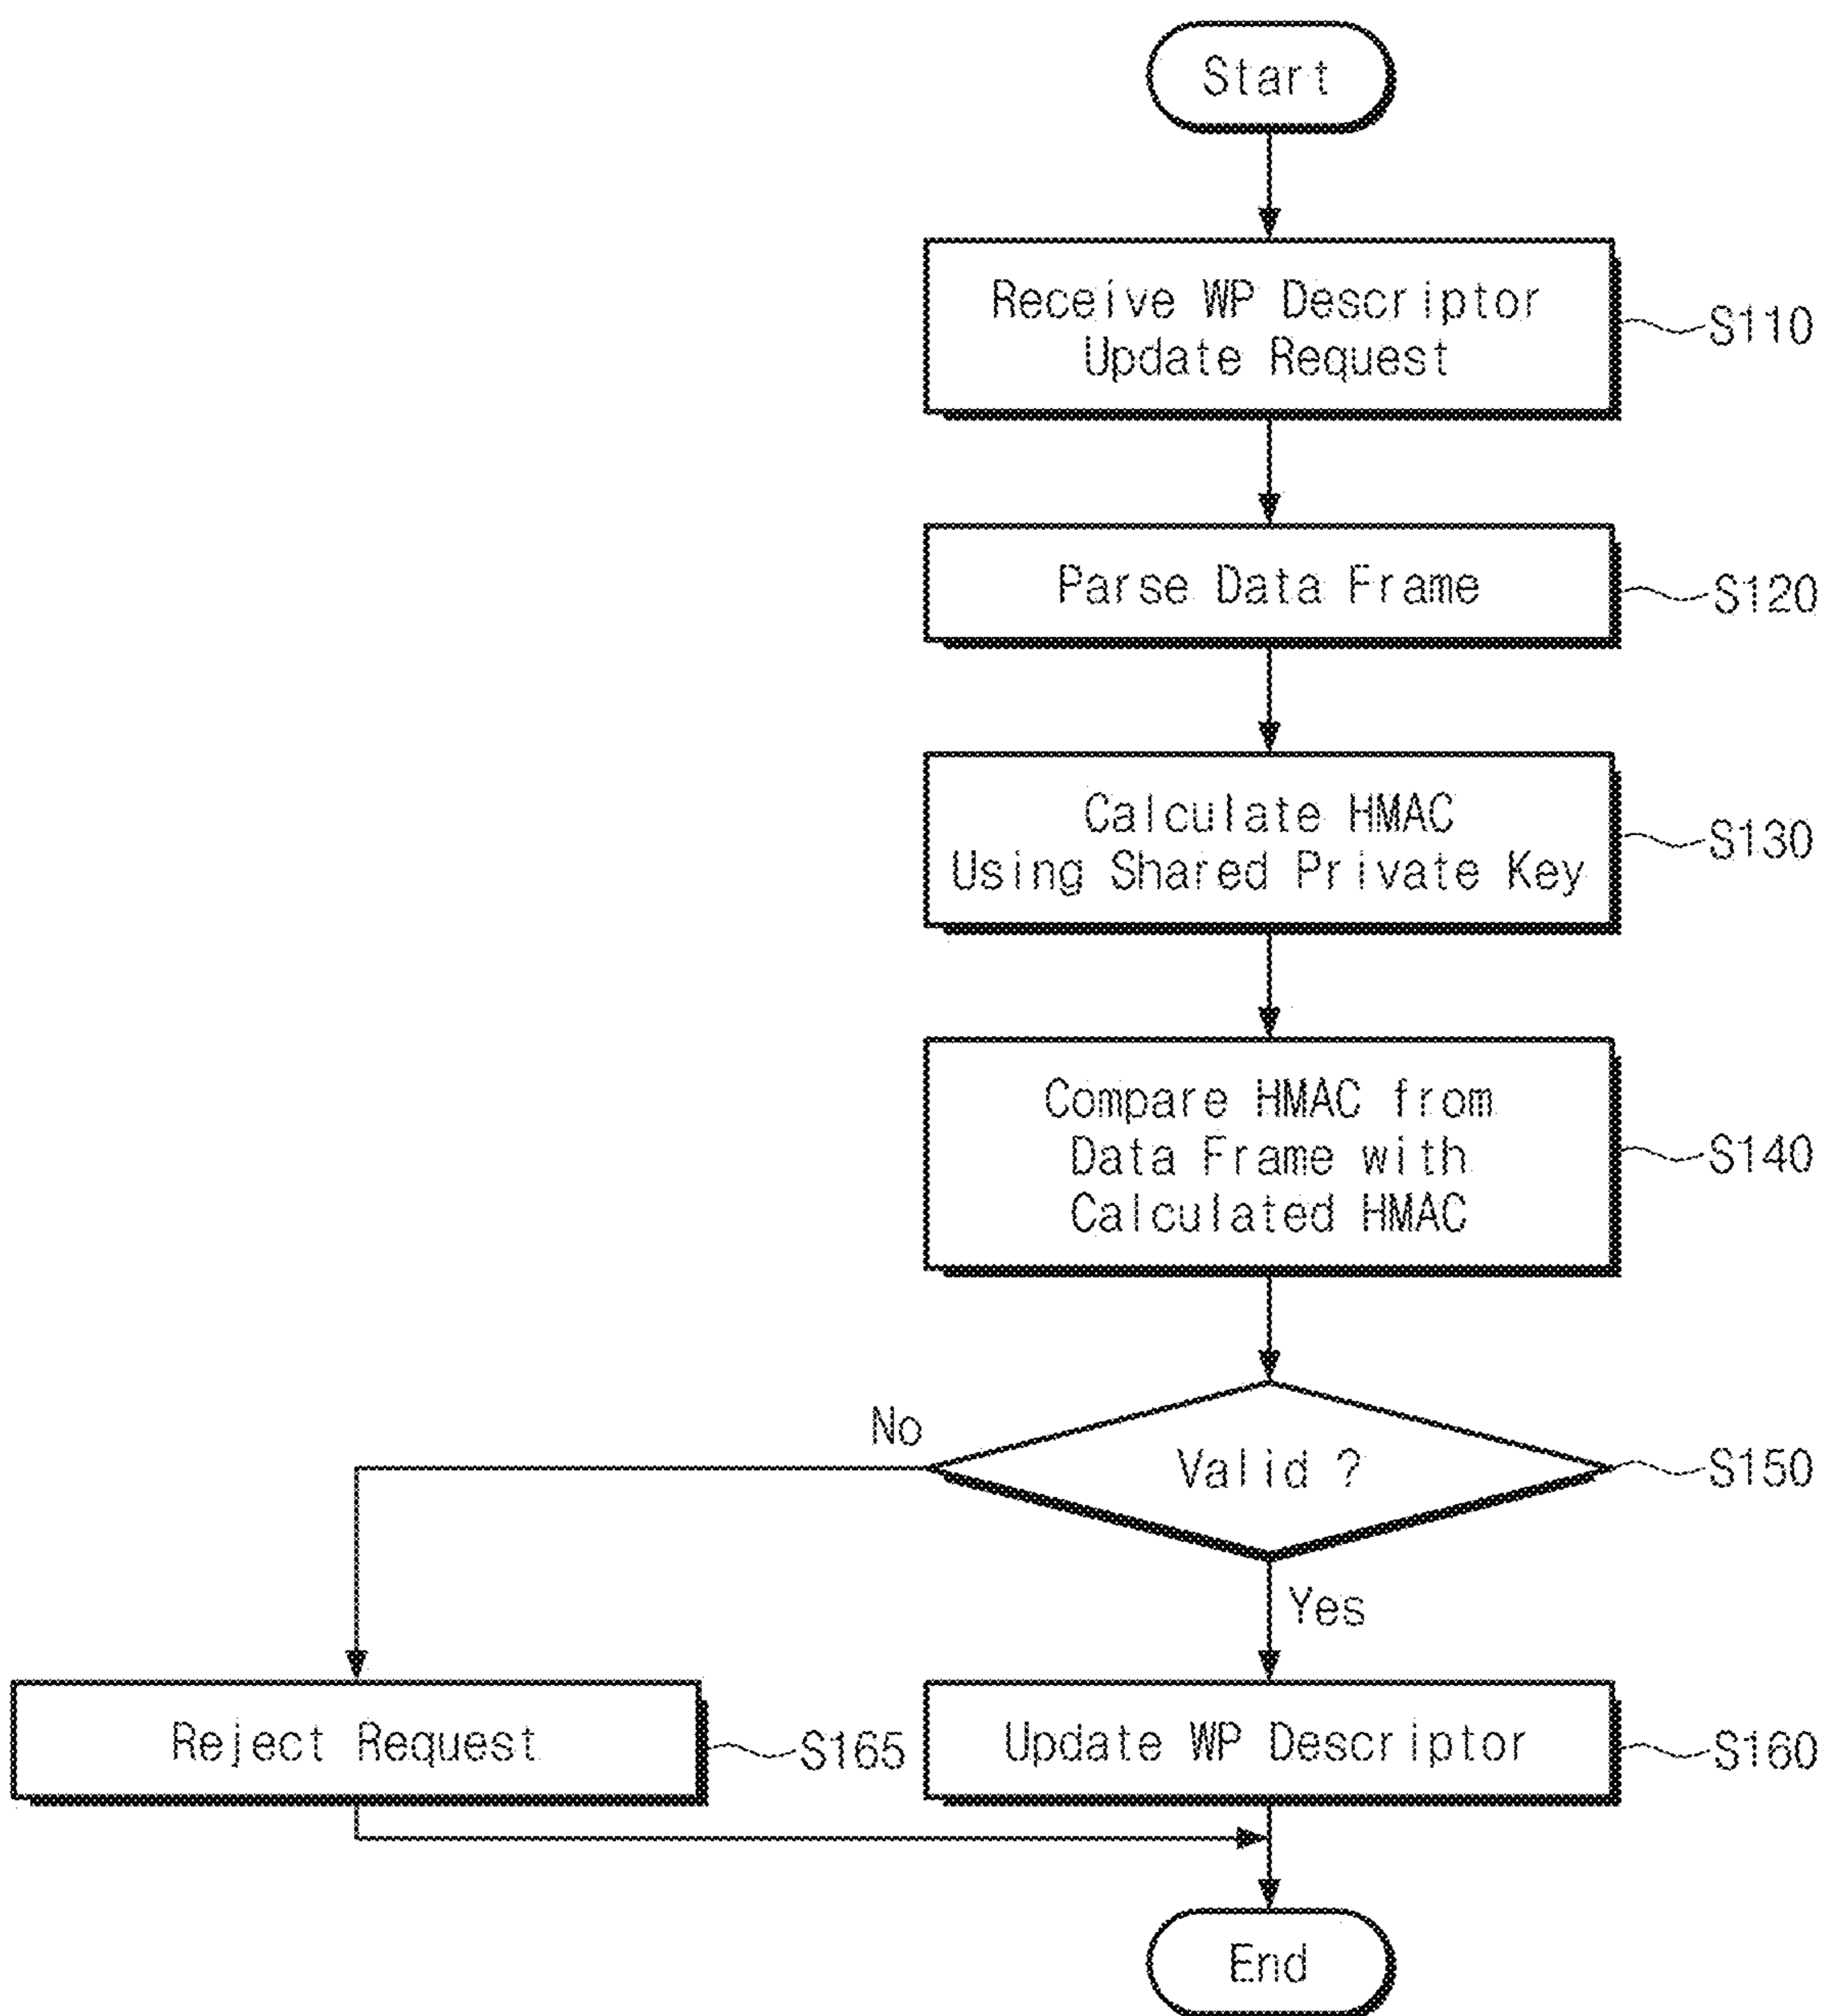 Start
Receive WP Descriptor
Update Request
S110
Parse Data Frame
S120
Calculate HMAC
Using Shared Private Key
S130
Compare HMAC from
Data Frame with
Calculated HMAC
S140
No
Valid ?
S150
Yes
Reject Request
S165
Update WP Descriptor
S160
End